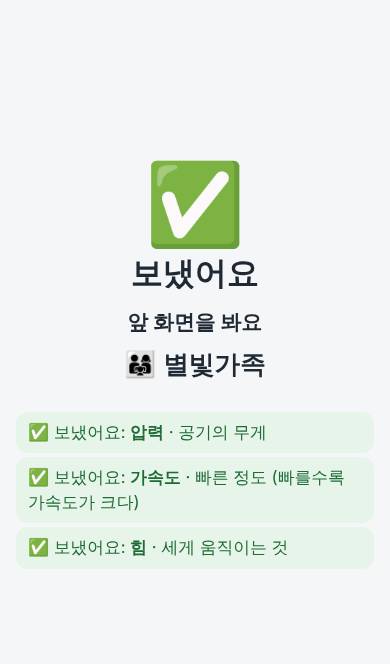 보냈어요
앞 화면을 봐요
👨‍👩‍👧 별빛가족
✅ 보냈어요: 압력 · 공기의 무게
✅ 보냈어요: 가속도 · 빠른 정도 (빠를수록
가속도가 크다)
✅ 보냈어요: 힘 · 세게 움직이는 것